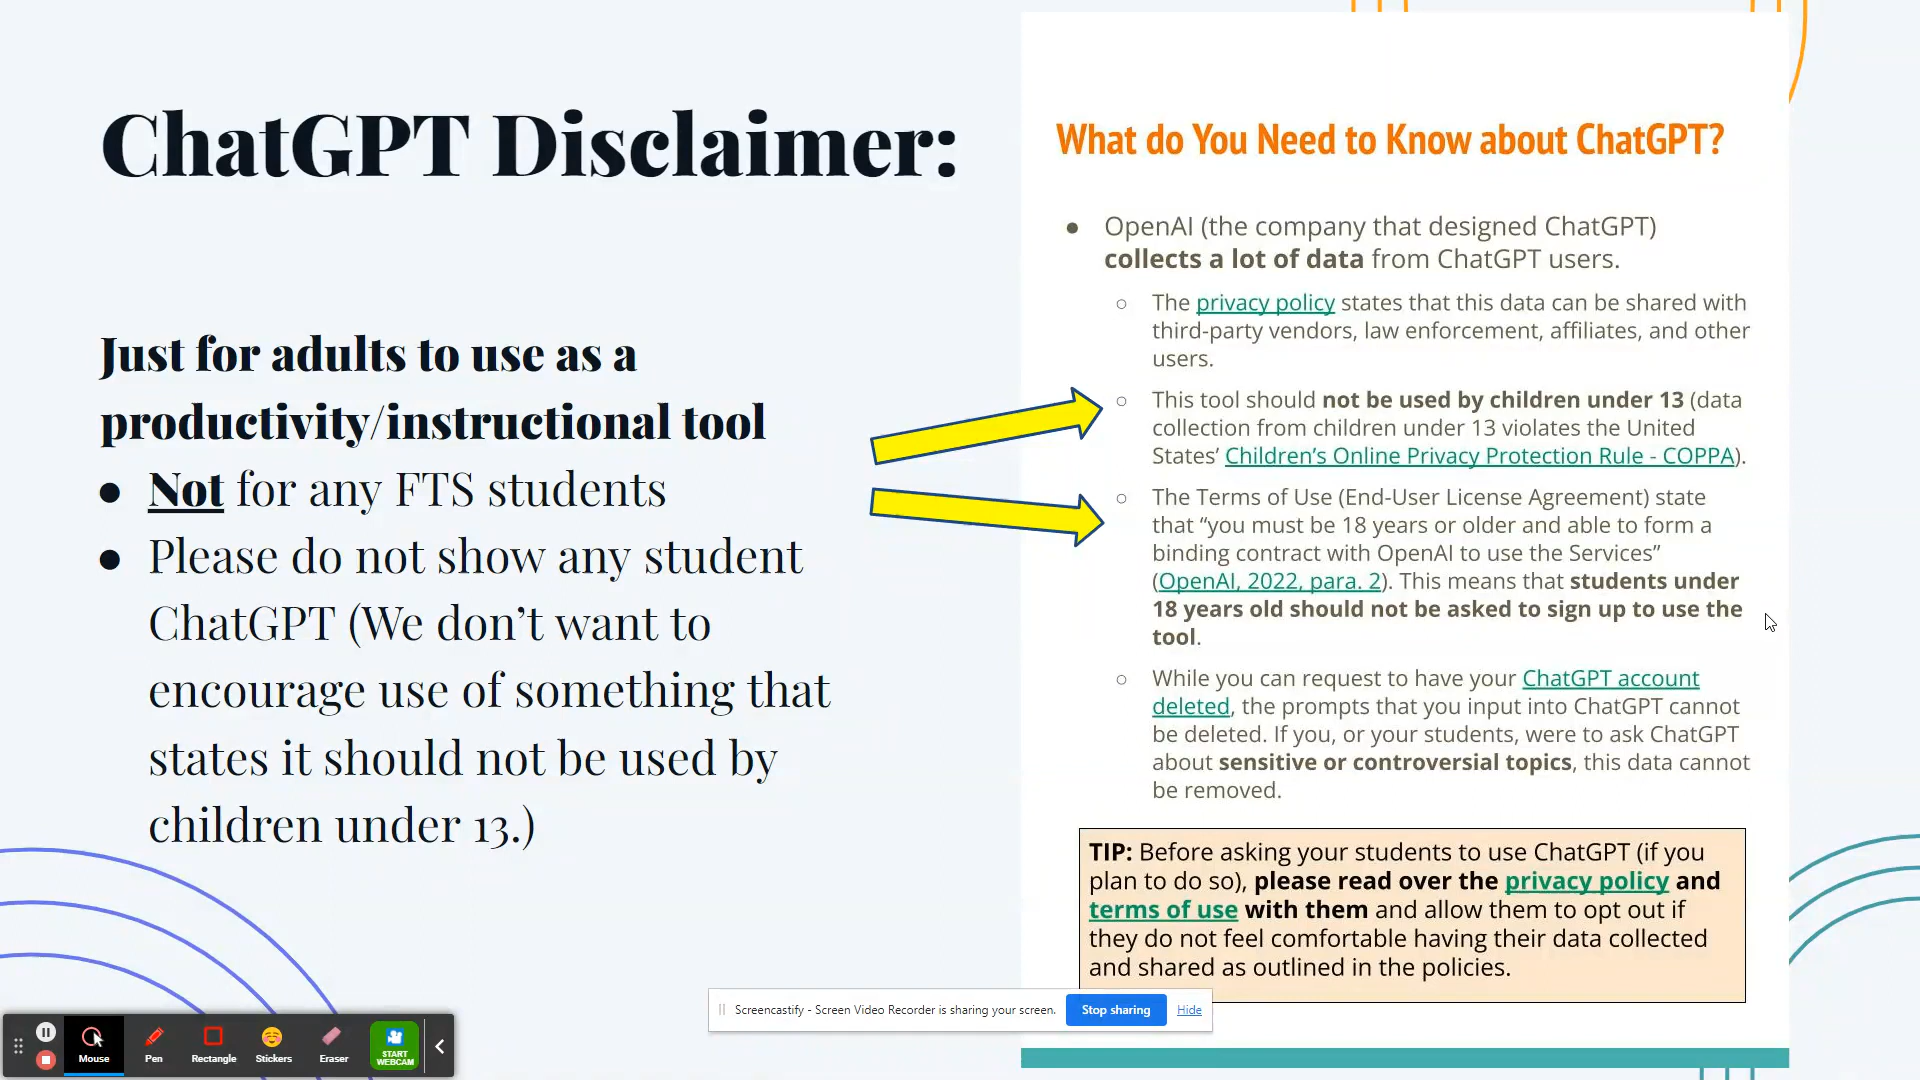 ChatGPT Disclaimer:
Just for adults to use as a
productivity/instructional tool
● Not for any FTS students
● Please do not show any student
ChatGPT (We don’t want to
encourage use of something that
states it should not be used by
children under 13.)
What do You Need to Know about ChatGPT?
● OpenAI (the company that designed ChatGPT)
collects a lot of data from ChatGPT users.
○ The privacy policy states that this data can be shared with
third-party vendors, law enforcement, affiliates, and other
users.
○ This tool should not be used by children under 13 (data
collection from children under 13 violates the United
States’ Children’s Online Privacy Protection Rule - COPPA).
○ The Terms of Use (End-User License Agreement) state
that “you must be 18 years or older and able to form a
binding contract with OpenAI to use the Services”
(OpenAI, 2022, para. 2). This means that students under
18 years old should not be asked to sign up to use the
tool.
○ While you can request to have your ChatGPT account
deleted, the prompts that you input into ChatGPT cannot
be deleted. If you, or your students, were to ask ChatGPT
about sensitive or controversial topics, this data cannot
be removed.
TIP: Before asking your students to use ChatGPT (if you
plan to do so), please read over the privacy policy and
terms of use with them and allow them to opt out if
they do not feel comfortable having their data collected
and shared as outlined in the policies.
Screencastify - Screen Video Recorder is sharing your screen. Stop sharing Hide
Mouse Pen Rectangle Stickers Eraser START
WEBCAM